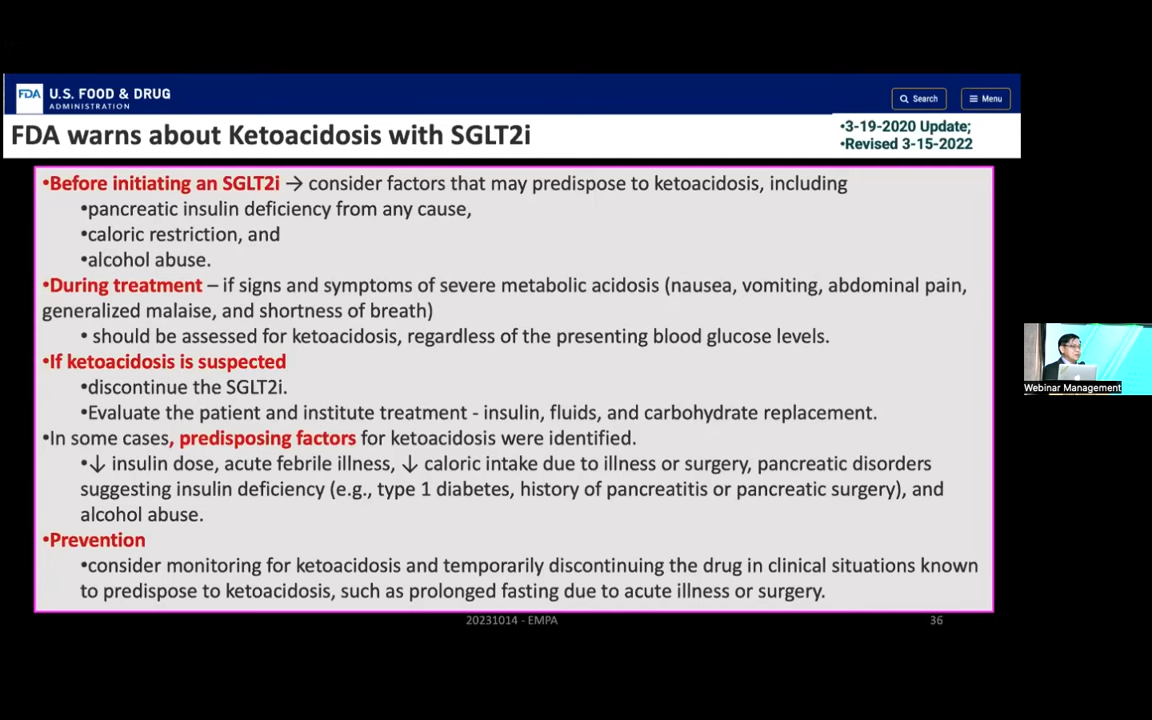 FDA U.S. FOOD & DRUG
ADMINISTRATION
Search
Menu
FDA warns about Ketoacidosis with SGLT2i
•3-19-2020 Update;
•Revised 3-15-2022
•Before initiating an SGLT2i → consider factors that may predispose to ketoacidosis, including
•pancreatic insulin deficiency from any cause,
•caloric restriction, and
•alcohol abuse.
•During treatment – if signs and symptoms of severe metabolic acidosis (nausea, vomiting, abdominal pain,
generalized malaise, and shortness of breath)
• should be assessed for ketoacidosis, regardless of the presenting blood glucose levels.
•If ketoacidosis is suspected
•discontinue the SGLT2i.
•Evaluate the patient and institute treatment - insulin, fluids, and carbohydrate replacement.
•In some cases, predisposing factors for ketoacidosis were identified.
•↓ insulin dose, acute febrile illness, ↓ caloric intake due to illness or surgery, pancreatic disorders
suggesting insulin deficiency (e.g., type 1 diabetes, history of pancreatitis or pancreatic surgery), and
alcohol abuse.
•Prevention
•consider monitoring for ketoacidosis and temporarily discontinuing the drug in clinical situations known
to predispose to ketoacidosis, such as prolonged fasting due to acute illness or surgery.
20231014 - EMPA
36
Webinar Management